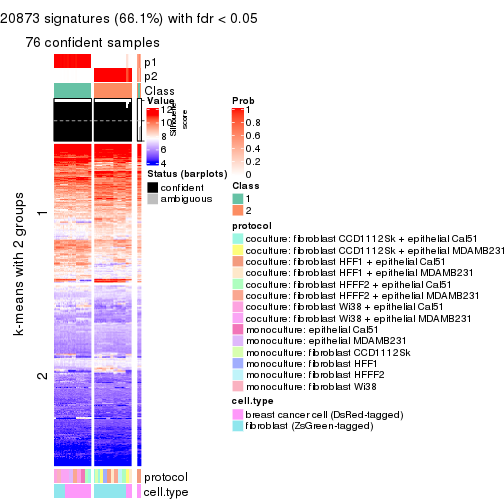 20873 signatures (66.1%) with fdr < 0.05
76 confident samples
p1
p2
Class
Silhouette
score
k-means with 2 groups
1
2
protocol
cell.type
Value
12
10
8
6
4
Status (barplots)
confident
ambiguous
Prob
1
0.8
0.6
0.4
0.2
0
Class
1
2
protocol
coculture: fibroblast CCD1112Sk + epithelial Cal51
coculture: fibroblast CCD1112Sk + epithelial MDAMB231
coculture: fibroblast HFF1 + epithelial Cal51
coculture: fibroblast HFF1 + epithelial MDAMB231
coculture: fibroblast HFFF2 + epithelial Cal51
coculture: fibroblast HFFF2 + epithelial MDAMB231
coculture: fibroblast Wi38 + epithelial Cal51
coculture: fibroblast Wi38 + epithelial MDAMB231
monoculture: epithelial Cal51
monoculture: epithelial MDAMB231
monoculture: fibroblast CCD1112Sk
monoculture: fibroblast HFF1
monoculture: fibroblast HFFF2
monoculture: fibroblast Wi38
cell.type
breast cancer cell (DsRed-tagged)
fibroblast (ZsGreen-tagged)